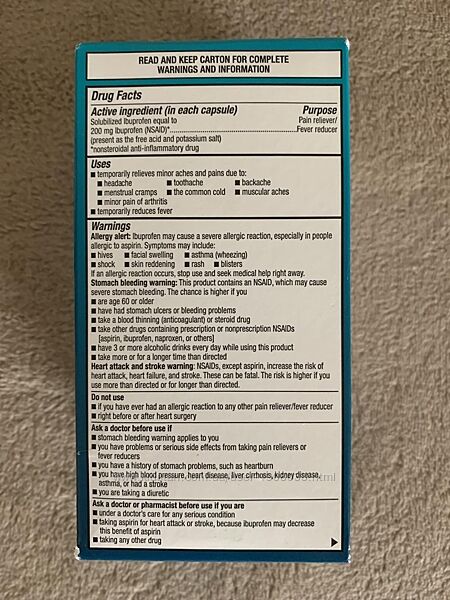 READ AND KEEP CARTON FOR COMPLETE
WARNINGS AND INFORMATION
Drug Facts
Active ingredient (in each capsule) Purpose
Solubilized Ibuprofen equal to Pain reliever/
200 mg Ibuprofen (NSAID)*......................................................Fever reducer
(present as the free acid and potassium salt)
*nonsteroidal anti-inflammatory drug
Uses
■ temporarily relieves minor aches and pains due to:
■ headache ■ toothache ■ backache
■ menstrual cramps ■ the common cold ■ muscular aches
■ minor pain of arthritis
■ temporarily reduces fever
Warnings
Allergy alert: Ibuprofen may cause a severe allergic reaction, especially in people
allergic to aspirin. Symptoms may include:
■ hives ■ facial swelling ■ asthma (wheezing)
■ shock ■ skin reddening ■ rash ■ blisters
If an allergic reaction occurs, stop use and seek medical help right away.
Stomach bleeding warning: This product contains an NSAID, which may cause
severe stomach bleeding. The chance is higher if you
■ are age 60 or older
■ have had stomach ulcers or bleeding problems
■ take a blood thinning (anticoagulant) or steroid drug
■ take other drugs containing prescription or nonprescription NSAIDs
[aspirin, ibuprofen, naproxen, or others]
■ have 3 or more alcoholic drinks every day while using this product
■ take more or for a longer time than directed
Heart attack and stroke warning: NSAIDs, except aspirin, increase the risk of
heart attack, heart failure, and stroke. These can be fatal. The risk is higher if you
use more than directed or for longer than directed.
Do not use
■ if you have ever had an allergic reaction to any other pain reliever/fever reducer
■ right before or after heart surgery
Ask a doctor before use if
■ stomach bleeding warning applies to you
■ you have problems or serious side effects from taking pain relievers or
fever reducers
■ you have a history of stomach problems, such as heartburn
■ you have high blood pressure, heart disease, liver cirrhosis, kidney disease,
asthma, or had a stroke
■ you are taking a diuretic
Ask a doctor or pharmacist before use if you are
■ under a doctor's care for any serious condition
■ taking aspirin for heart attack or stroke, because ibuprofen may decrease
this benefit of aspirin
■ taking any other drug